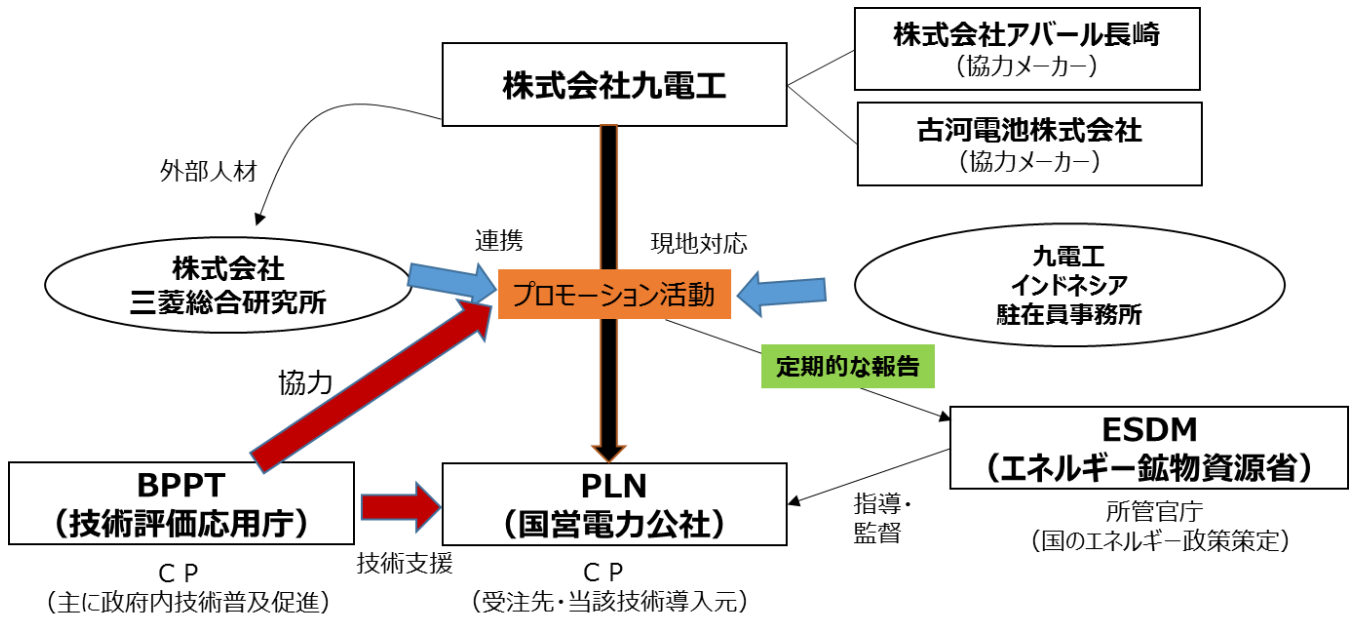 株式会社アバール長崎
（協力メーカー）
株式会社九電工
古河電池株式会社
（協力メーカー）
外部人材
連携
現地対応
株式会社
三菱総合研究所
プロモーション活動
九電工
インドネシア
駐在員事務所
定期的な報告
協力
ESDM
（エネルギー鉱物資源省）
BPPT
（技術評価応用庁）
PLN
（国営電力公社）
指導・
監督
所管官庁
（国のエネルギー政策策定）
技術支援
ＣＰ
（主に政府内技術普及促進）
ＣＰ
（受注先・当該技術導入元）